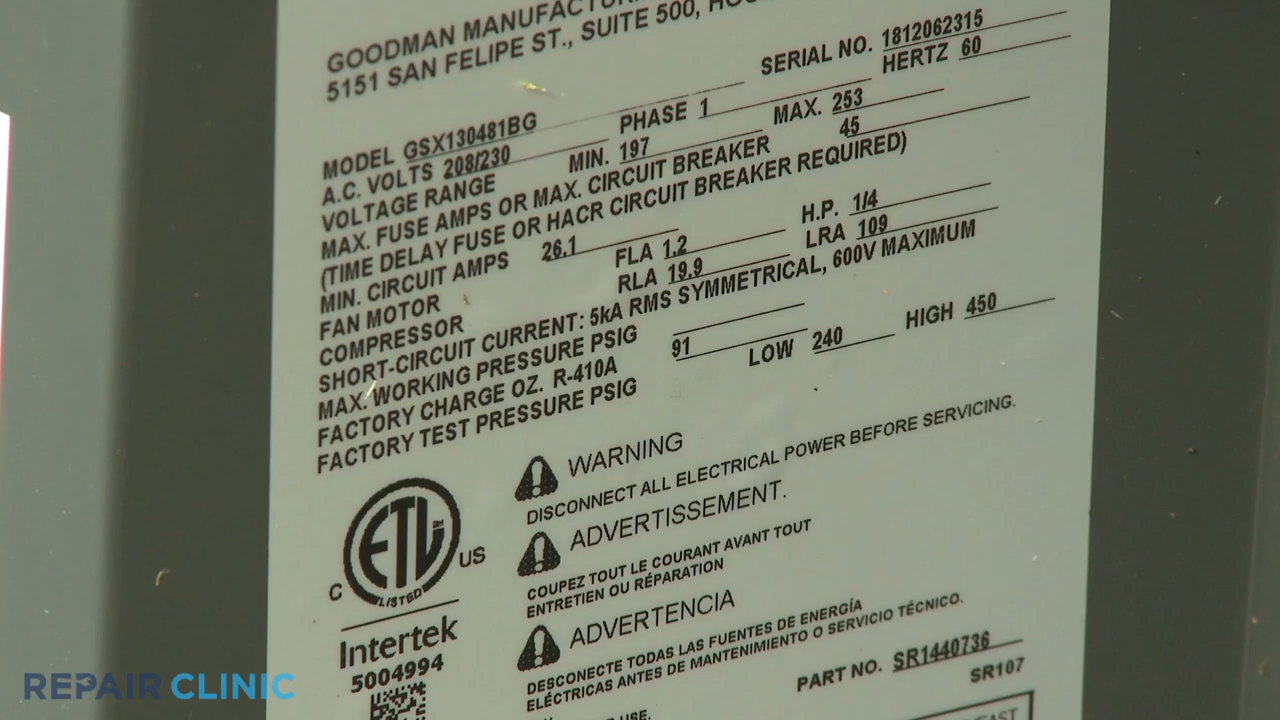 GOODMAN MANUFACTUR
5151 SAN FELIPE ST., SUITE 500,
SERIAL NO. 1812062315
MODEL GSX130481BG PHASE 1 HERTZ 60
A.C. VOLTS 208/230
VOLTAGE RANGE MIN. 197 MAX. 253
MAX. FUSE AMPS OR MAX. CIRCUIT BREAKER 45
(TIME DELAY FUSE OR HACR CIRCUIT BREAKER REQUIRED)
MIN. CIRCUIT AMPS 26.1
FAN MOTOR FLA 1.2 H.P. 1/4
COMPRESSOR RLA 19.9 LRA 109
SHORT-CIRCUIT CURRENT: 5kA RMS SYMMETRICAL, 600V MAXIMUM
MAX. WORKING PRESSURE PSIG
FACTORY CHARGE OZ. R-410A 91
FACTORY TEST PRESSURE PSIG LOW 240 HIGH 450
WARNING
DISCONNECT ALL ELECTRICAL POWER BEFORE SERVICING.
ADVERTISSEMENT.
COUPEZ TOUT LE COURANT AVANT TOUT
ENTRETIEN OU RÉPARATION
ADVERTENCIA
DESCONECTE TODAS LAS FUENTES DE ENERGÍA
ELÉCTRICAS ANTES DE MANTENIMIENTO O SERVICIO TÉCNICO.
ETL
C US
LISTED
Intertek
5004994
PART NO. SR1440736
SR107
USE.
REPAIR CLINIC